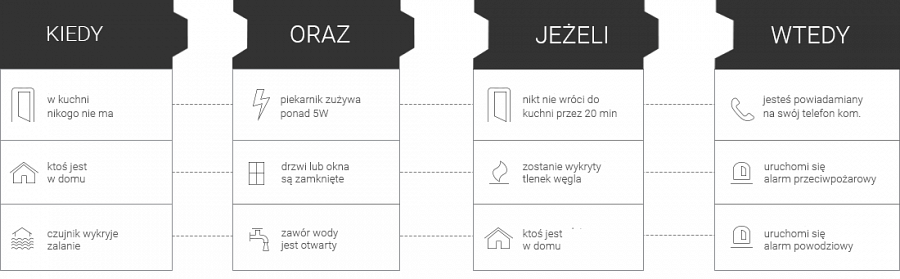 KIEDY
ORAZ
JEŻELI
WTEDY
w kuchni
nikogo nie ma
piekarnik zużywa
ponad 5W
nikt nie wróci do
kuchni przez 20 min
jesteś powiadamiany
na swój telefon kom.
ktoś jest
w domu
drzwi lub okna
są zamknięte
zostanie wykryty
tlenek węgla
uruchomi się
alarm przeciwpożarowy
czujnik wykryje
zalanie
zawór wody
jest otwarty
ktoś jest
w domu
uruchomi się
alarm powodziowy